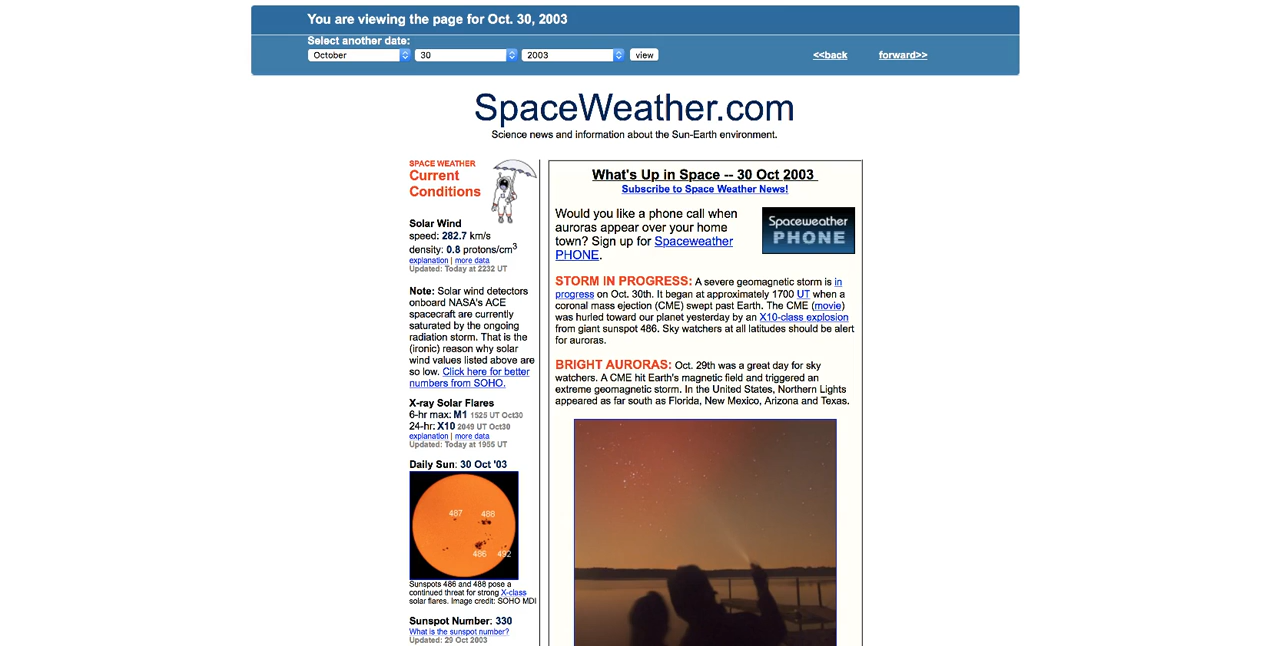 You are viewing the page for Oct. 30, 2003
Select another date:
October 30 2003 view <<back forward>>
SpaceWeather.com
Science news and information about the Sun-Earth environment.
SPACE WEATHER
Current
Conditions
Solar Wind
speed: 282.7 km/s
density: 0.8 protons/cm3
explanation | more data
Updated: Today at 2232 UT
Note: Solar wind detectors
onboard NASA's ACE
spacecraft are currently
saturated by the ongoing
radiation storm. That is the
(ironic) reason why solar
wind values listed above are
so low. Click here for better
numbers from SOHO.
X-ray Solar Flares
6-hr max: M1 1525 UT Oct30
24-hr: X10 2049 UT Oct30
explanation | more data
Updated: Today at 1955 UT
Daily Sun: 30 Oct '03
487 488
486 492
Sunspots 486 and 488 pose a
continued threat for strong X-class
solar flares. Image credit: SOHO MDI
Sunspot Number: 330
What is the sunspot number?
Updated: 29 Oct 2003
What's Up in Space -- 30 Oct 2003
Subscribe to Space Weather News!
Would you like a phone call when
auroras appear over your home
town? Sign up for Spaceweather
PHONE.
Spaceweather
PHONE
STORM IN PROGRESS: A severe geomagnetic storm is in
progress on Oct. 30th. It began at approximately 1700 UT when a
coronal mass ejection (CME) swept past Earth. The CME (movie)
was hurled toward our planet yesterday by an X10-class explosion
from giant sunspot 486. Sky watchers at all latitudes should be alert
for auroras.
BRIGHT AURORAS: Oct. 29th was a great day for sky
watchers. A CME hit Earth's magnetic field and triggered an
extreme geomagnetic storm. In the United States, Northern Lights
appeared as far south as Florida, New Mexico, Arizona and Texas.